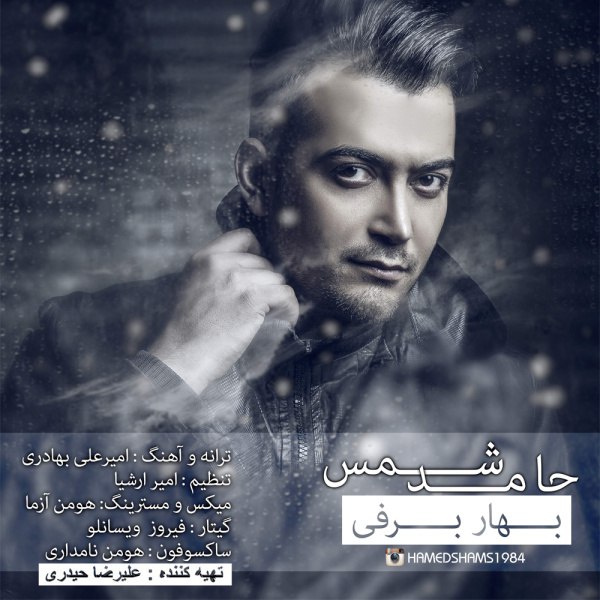 حامد شمس
بهار برفی
HAMEDSHAMS1984
ترانه و آهنگ : امیرعلی بهادری
تنظیم : امیر ارشیا
میکس و مسترینگ: هومن آزما
گیتار : فیروز ویسانلو
ساکسوفون : هومن نامداری
تهیه کننده : علیرضا حیدری